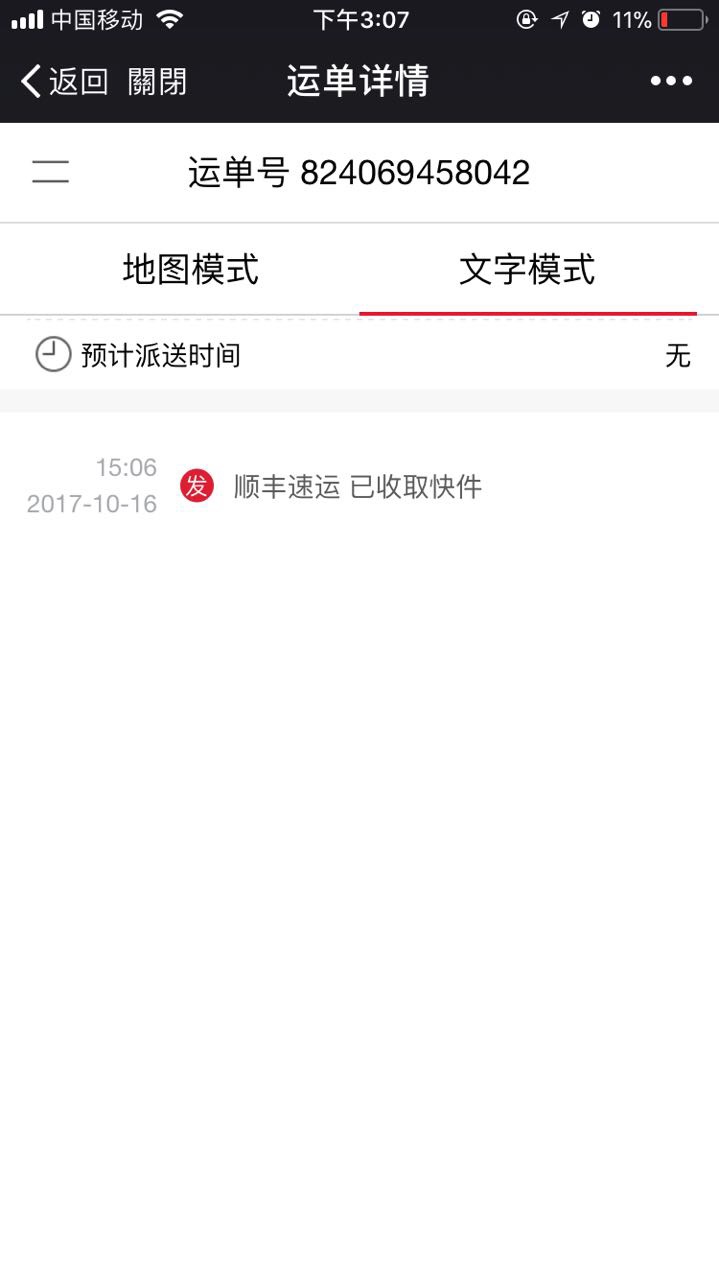 中国移动 下午3:07 11%
返回 關閉 运单详情
运单号 824069458042
地图模式 文字模式
预计派送时间 无
15:06
2017-10-16
发 顺丰速运 已收取快件